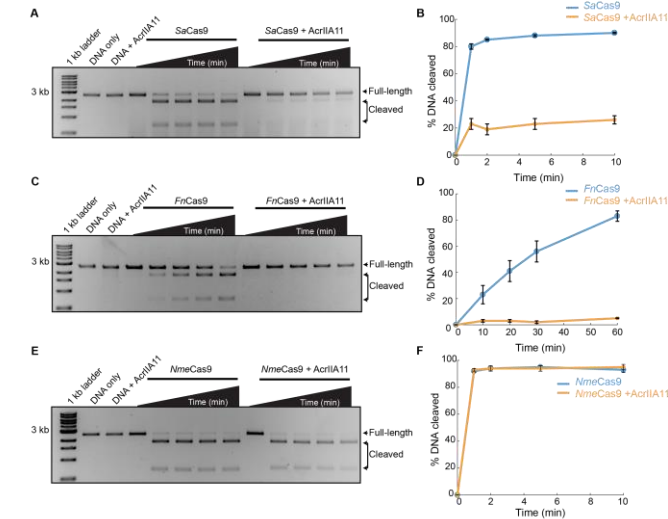 A
1 kb ladder
DNA only
DNA + AcrIIA11
SaCas9
SaCas9 + AcrIIA11
Time (min)
Time (min)
3 kb
Full-length
Cleaved
B
SaCas9
SaCas9 +AcrIIA11
% DNA cleaved
100
80
60
40
20
0
0 2 4 6 8 10
Time (min)
C
1 kb ladder
DNA only
DNA + AcrIIA11
FnCas9
FnCas9 + AcrIIA11
Time (min)
Time (min)
3 kb
Full-length
Cleaved
D
FnCas9
FnCas9 +AcrIIA11
% DNA cleaved
100
80
60
40
20
0
0 10 20 30 40 50 60
Time (min)
E
1 kb ladder
DNA only
DNA + AcrIIA11
NmeCas9
NmeCas9 + AcrIIA11
Time (min)
Time (min)
3 kb
Full-length
Cleaved
F
NmeCas9
NmeCas9 +AcrIIA11
% DNA cleaved
100
80
60
40
20
0
0 2 4 6 8 10
Time (min)